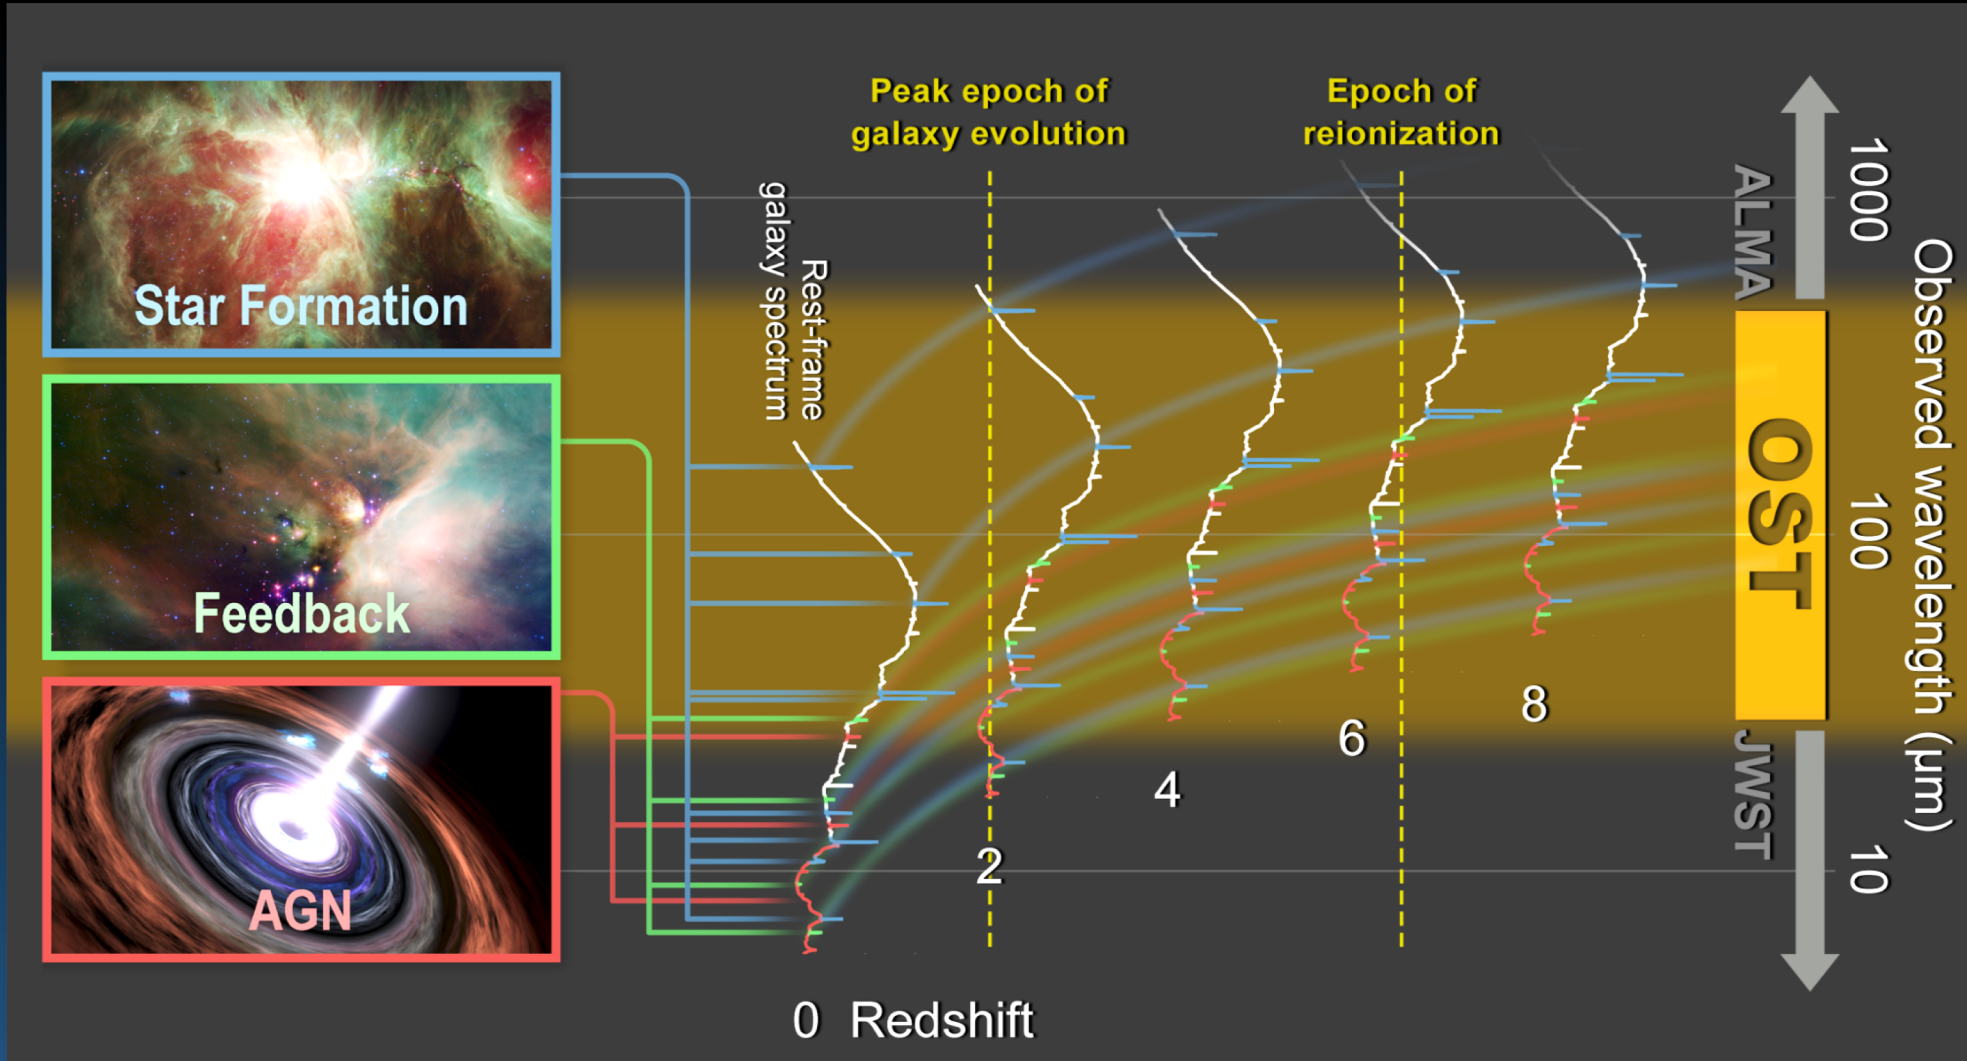 Star Formation
Feedback
AGN
Rest-frame
galaxy spectrum
Peak epoch of
galaxy evolution
Epoch of
reionization
0 Redshift
2
4
6
8
ALMA
OST
JWST
1000
100
10
Observed wavelength (μm)